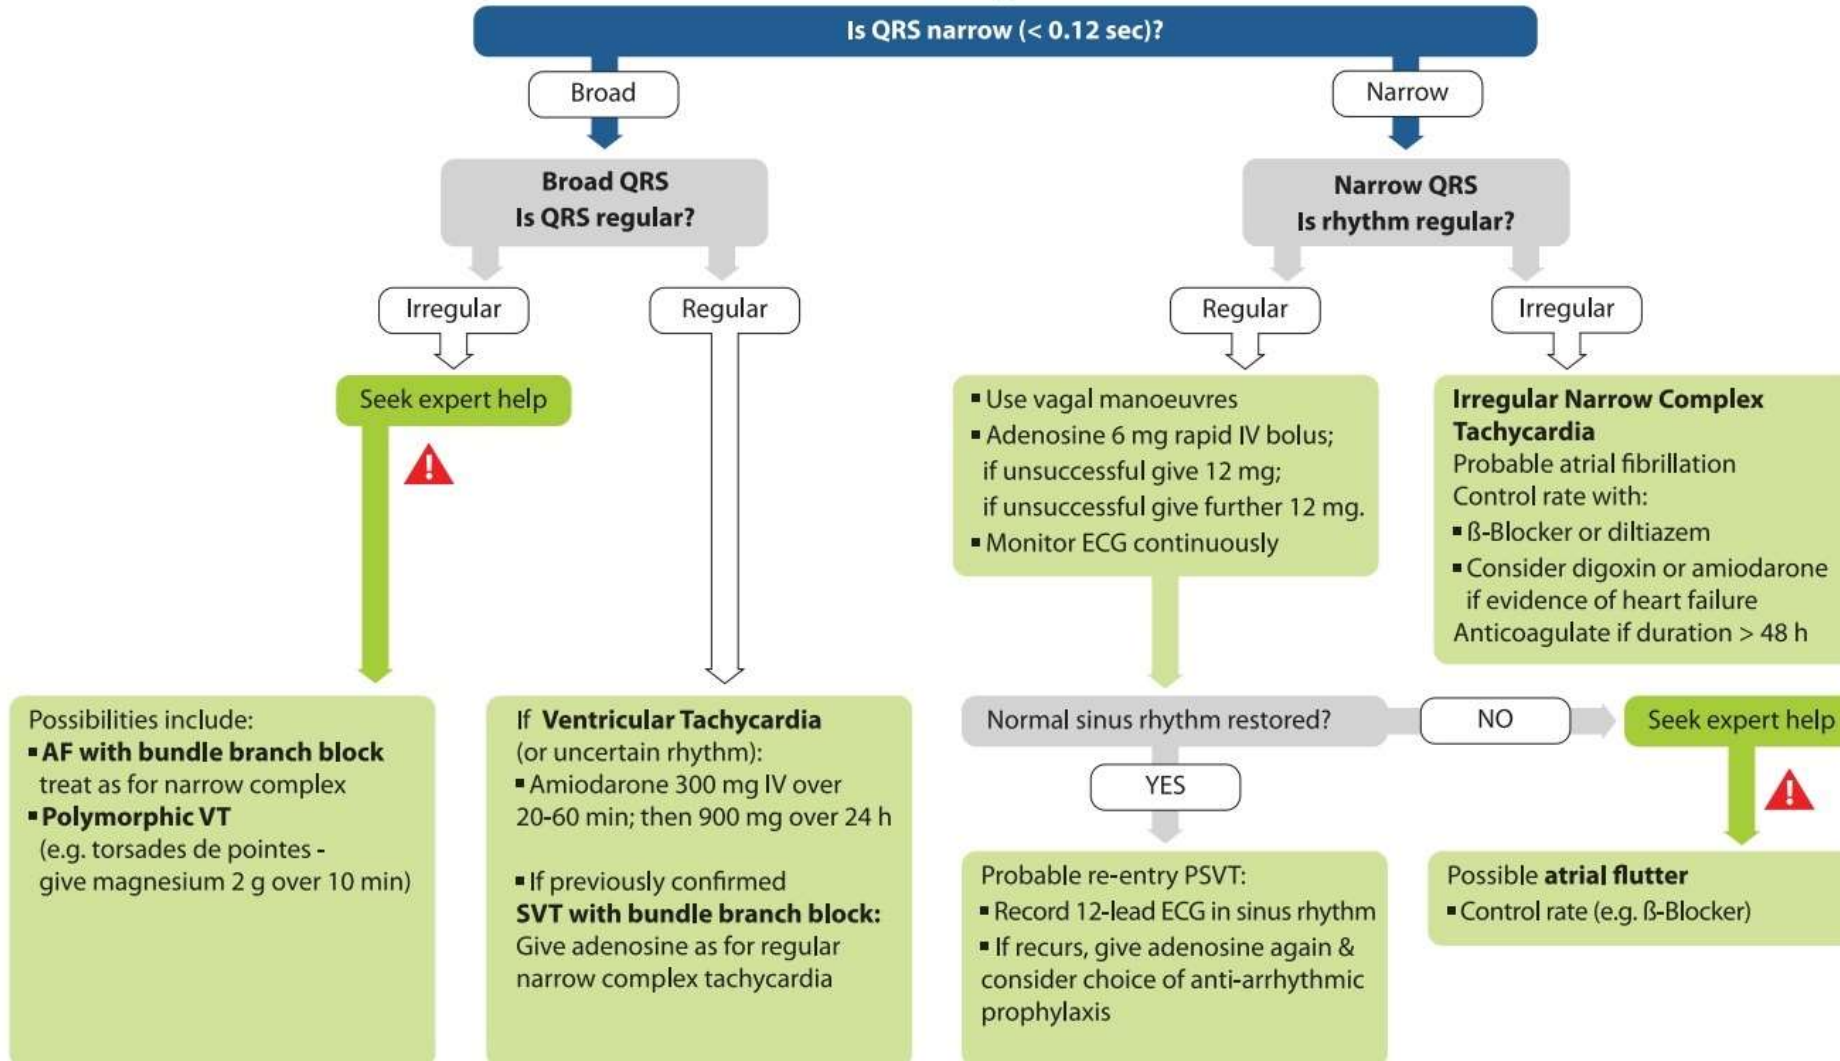 Is QRS narrow (< 0.12 sec)?
Broad
Narrow
Broad QRS
Is QRS regular?
Narrow QRS
Is rhythm regular?
Irregular
Regular
Regular
Irregular
Seek expert help
▪ Use vagal manoeuvres
▪ Adenosine 6 mg rapid IV bolus;
if unsuccessful give 12 mg;
if unsuccessful give further 12 mg.
▪ Monitor ECG continuously
Irregular Narrow Complex
Tachycardia
Probable atrial fibrillation
Control rate with:
▪ ß-Blocker or diltiazem
▪ Consider digoxin or amiodarone
if evidence of heart failure
Anticoagulate if duration > 48 h
!
Possibilities include:
▪ AF with bundle branch block
treat as for narrow complex
▪ Polymorphic VT
(e.g. torsades de pointes -
give magnesium 2 g over 10 min)
If Ventricular Tachycardia
(or uncertain rhythm):
▪ Amiodarone 300 mg IV over
20-60 min; then 900 mg over 24 h
▪ If previously confirmed
SVT with bundle branch block:
Give adenosine as for regular
narrow complex tachycardia
Normal sinus rhythm restored?
NO
Seek expert help
YES
!
Probable re-entry PSVT:
▪ Record 12-lead ECG in sinus rhythm
▪ If recurs, give adenosine again &
consider choice of anti-arrhythmic
prophylaxis
Possible atrial flutter
▪ Control rate (e.g. ß-Blocker)